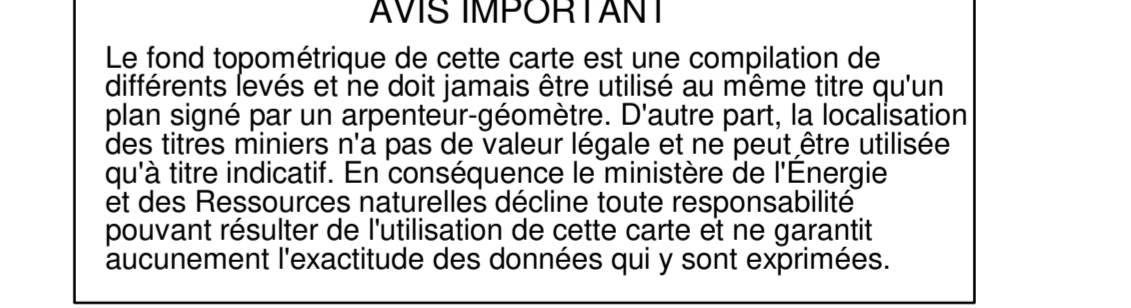 AVIS IMPORTANT
Le fond topométrique de cette carte est une compilation de
différents levés et ne doit jamais être utilisé au même titre qu'un
plan signé par un arpenteur-géomètre. D'autre part, la localisation
des titres miniers n'a pas de valeur légale et ne peut être utilisée
qu'à titre indicatif. En conséquence le ministère de l'Énergie
et des Ressources naturelles décline toute responsabilité
pouvant résulter de l'utilisation de cette carte et ne garantit
aucunement l'exactitude des données qui y sont exprimées.